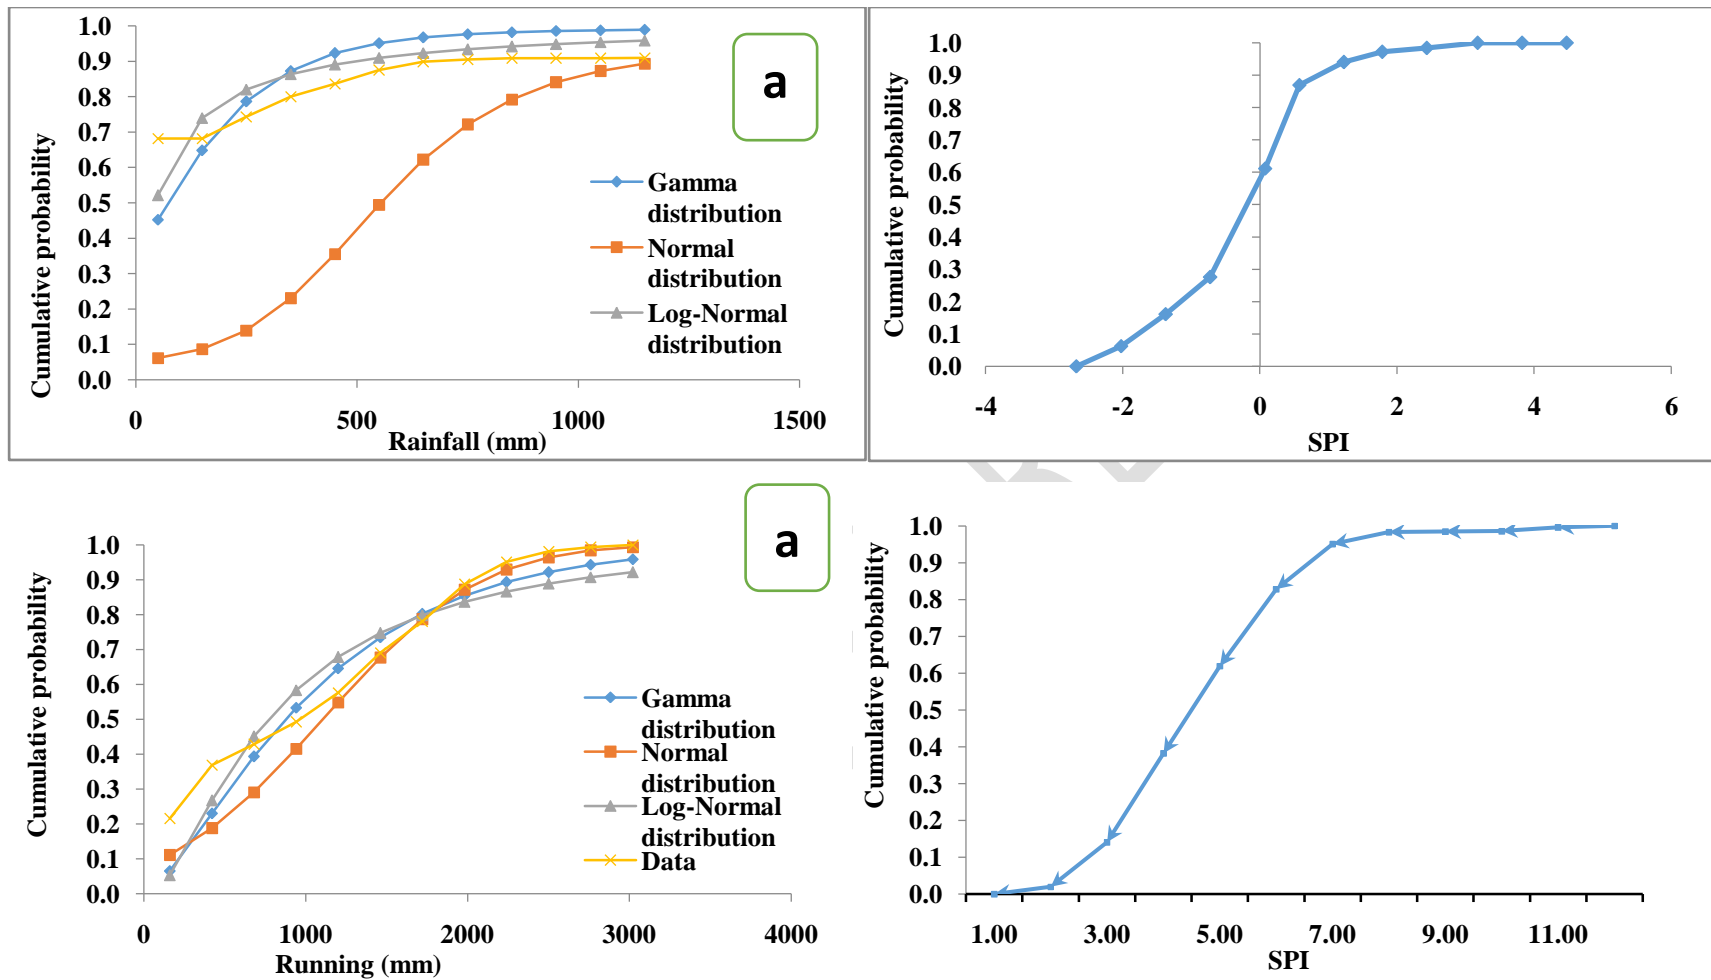 1.0
0.9
0.8
0.7
0.6
0.5
0.4
0.3
0.2
0.1
0.0
Cumulative probability
0
500
1000
1500
Rainfall (mm)
a
Gamma
distribution
Normal
distribution
Log-Normal
distribution
1.0
0.9
0.8
0.7
0.6
0.5
0.4
0.3
0.2
0.1
0.0
Cumulative probability
-4
-2
0
2
4
6
SPI
1.0
0.9
0.8
0.7
0.6
0.5
0.4
0.3
0.2
0.1
0.0
Cumulative probability
0
1000
2000
3000
4000
Running (mm)
a
Gamma
distribution
Normal
distribution
Log-Normal
distribution
Data
1.0
0.9
0.8
0.7
0.6
0.5
0.4
0.3
0.2
0.1
0.0
Cumulative probability
1.00
3.00
5.00
7.00
9.00
11.00
SPI